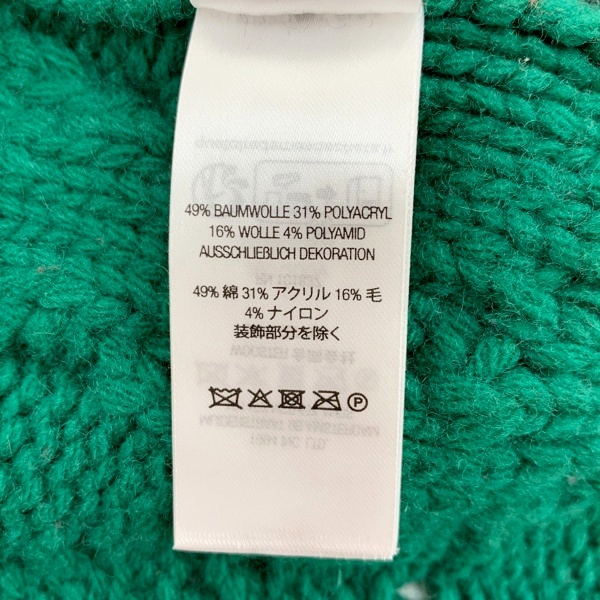 49% BAUMWOLLE 31% POLYACRYL
16% WOLLE 4% POLYAMID
AUSSCHLIEßLICH DEKORATION
49% 綿 31% アクリル 16% 毛
4% ナイロン
装飾部分を除く
P